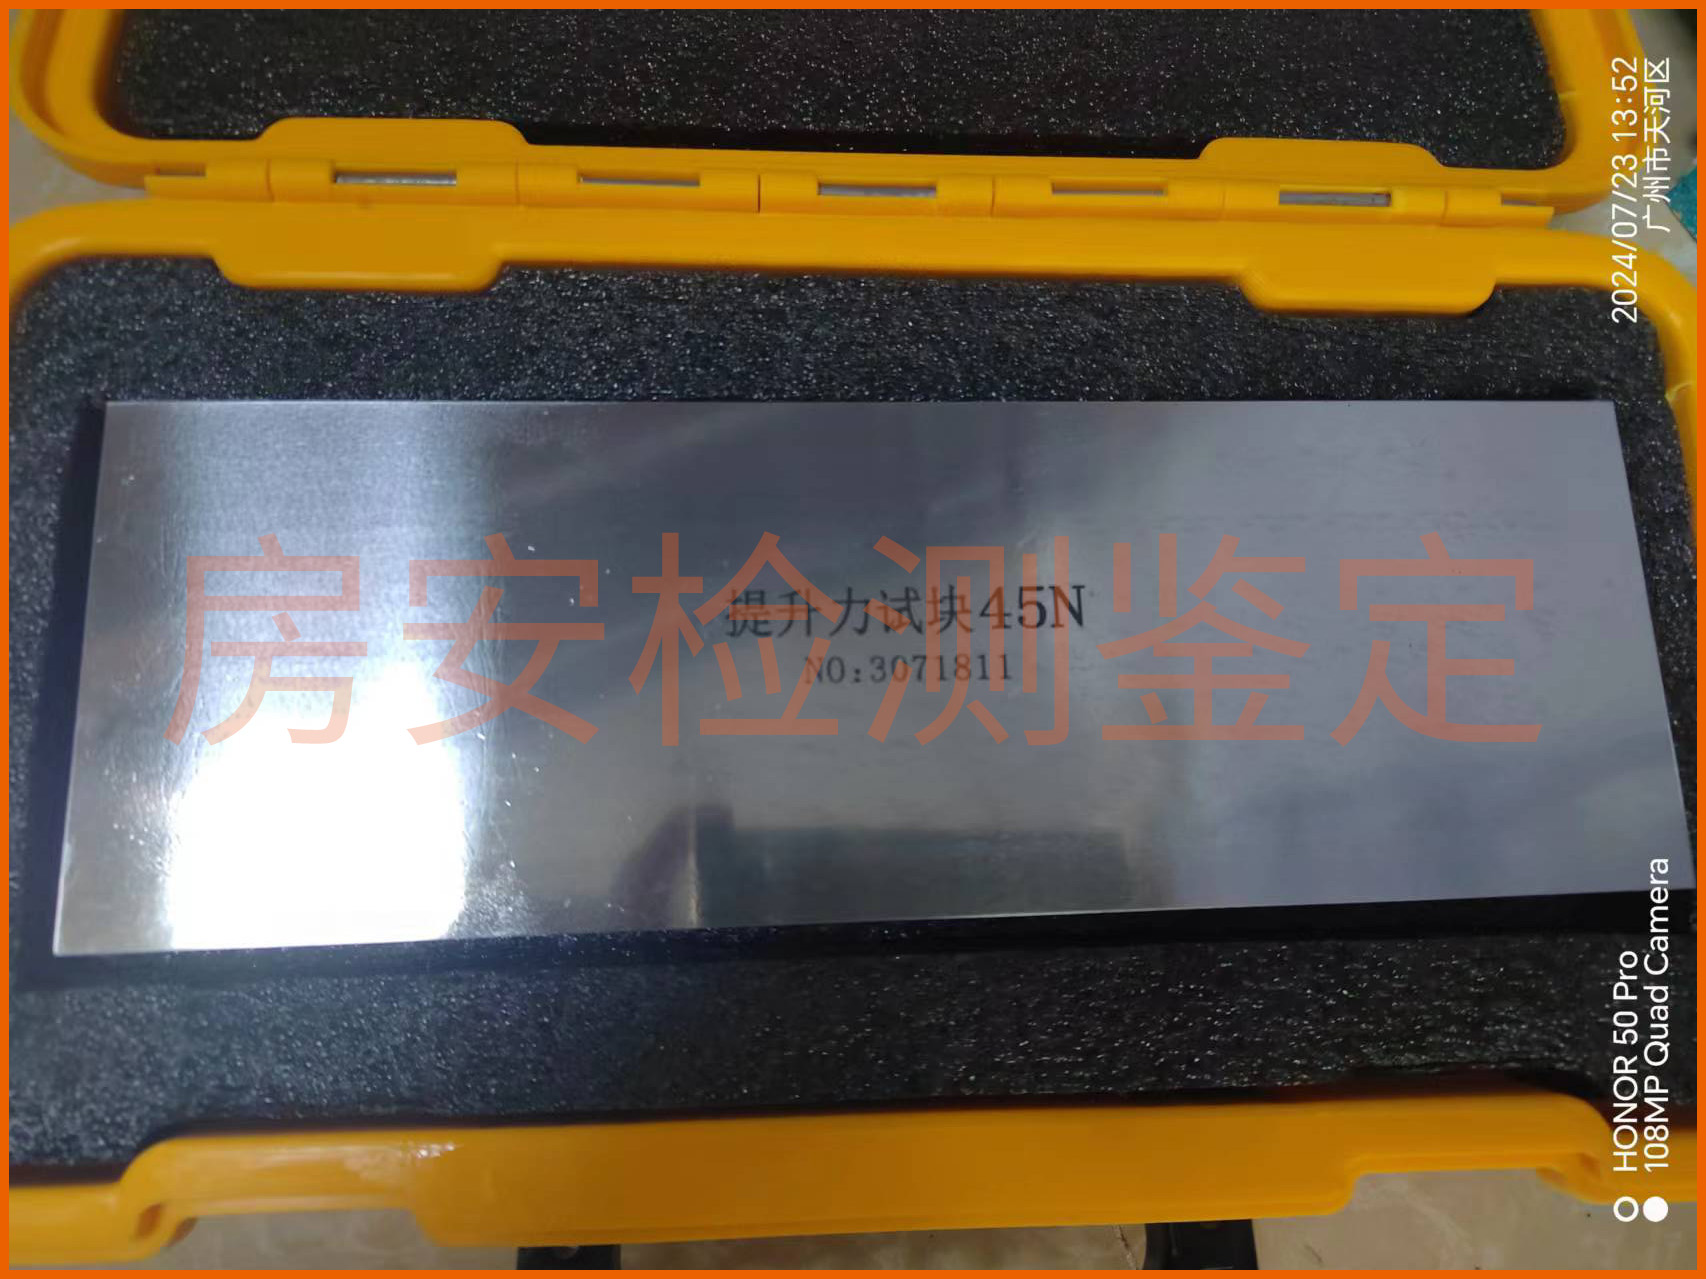 2024/07/23 13:52
广州市天河区
提升力试块45N
NO:3071811
房安检测鉴定
HONOR 50 Pro
108MP Quad Camera